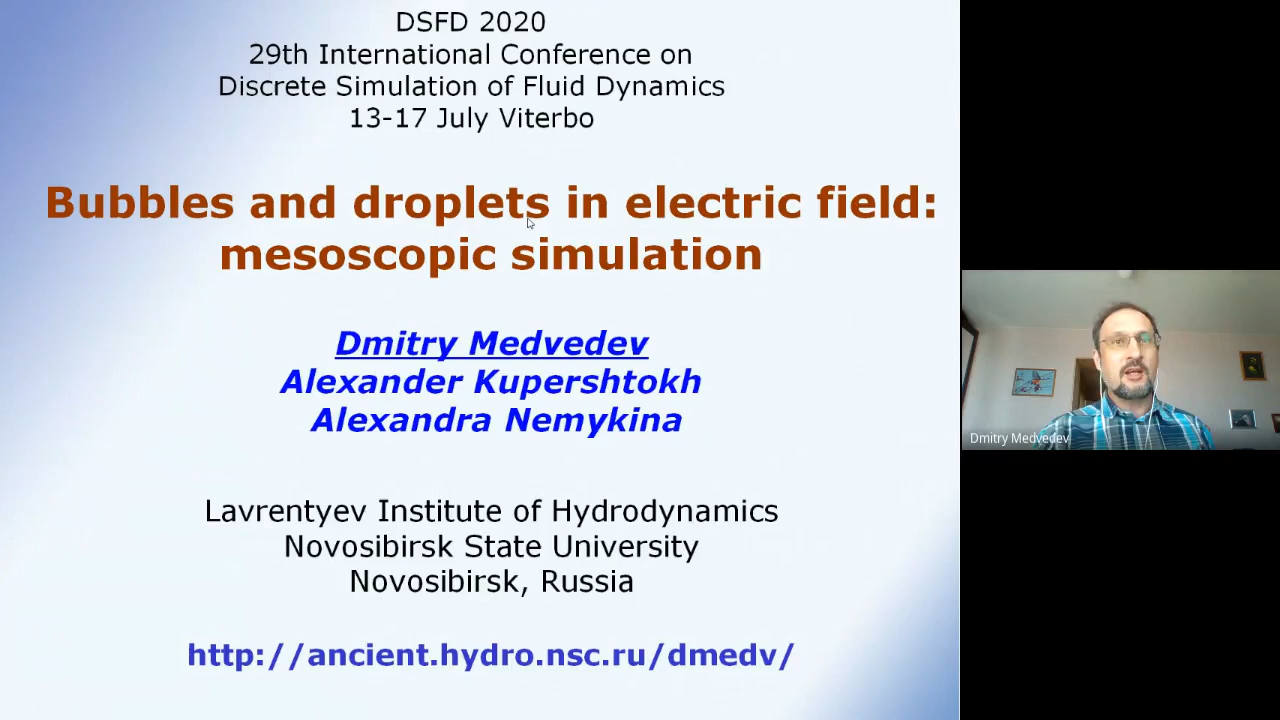 DSFD 2020
29th International Conference on
Discrete Simulation of Fluid Dynamics
13-17 July Viterbo
Bubbles and droplets in electric field:
mesoscopic simulation
Dmitry Medvedev
Alexander Kupershtokh
Alexandra Nemykina
Lavrentyev Institute of Hydrodynamics
Novosibirsk State University
Novosibirsk, Russia
http://ancient.hydro.nsc.ru/dmedv/
Dmitry Medvedev